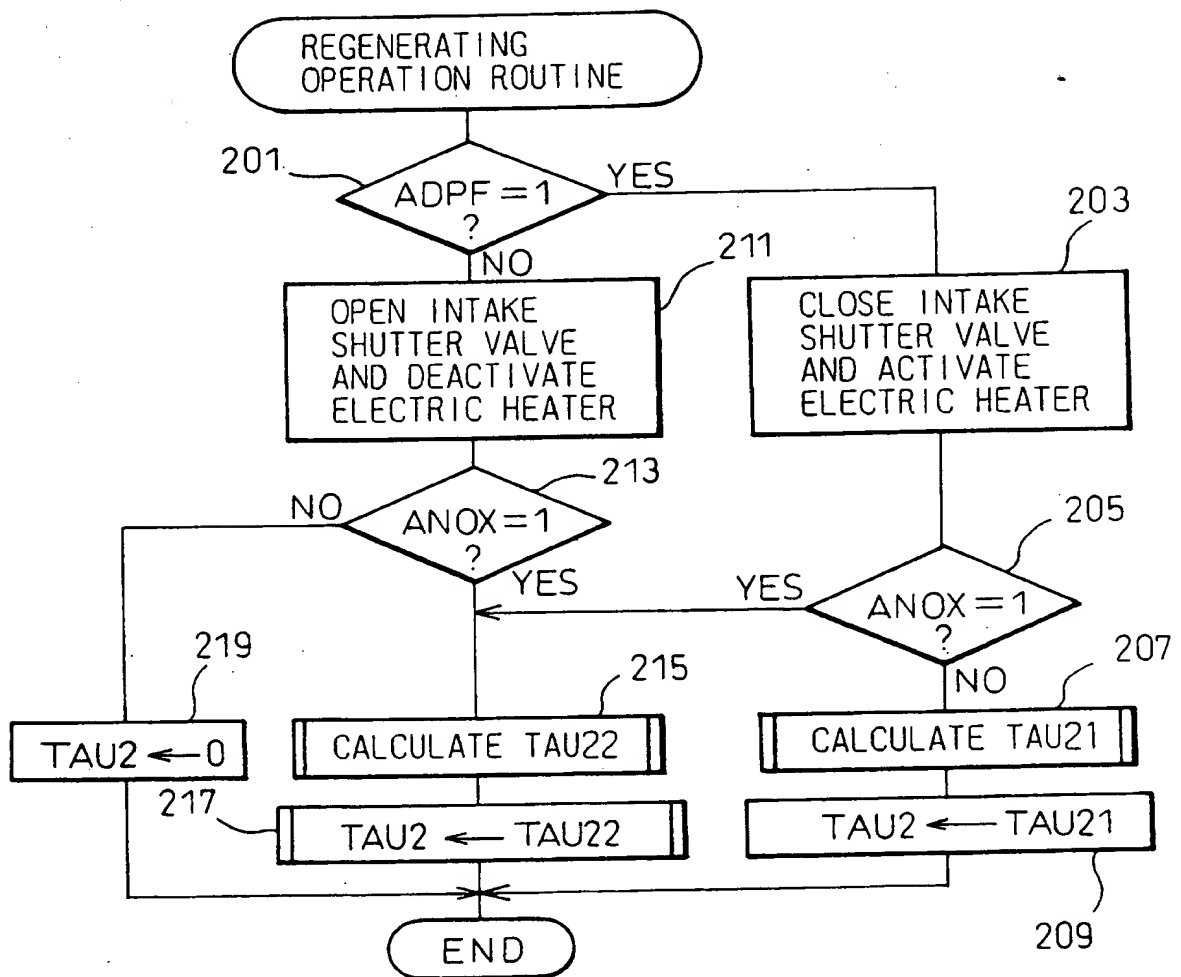 REGENERATING
OPERATION ROUTINE
201
ADPF=1
?
YES
NO
203
211
OPEN INTAKE
SHUTTER VALVE
AND DEACTIVATE
ELECTRIC HEATER
CLOSE INTAKE
SHUTTER VALVE
AND ACTIVATE
ELECTRIC HEATER
213
NO
ANOX=1
?
YES
205
YES
ANOX=1
?
NO
219
215
207
TAU2 ← 0
CALCULATE TAU22
CALCULATE TAU21
217
TAU2 ← TAU22
TAU2 ← TAU21
209
END